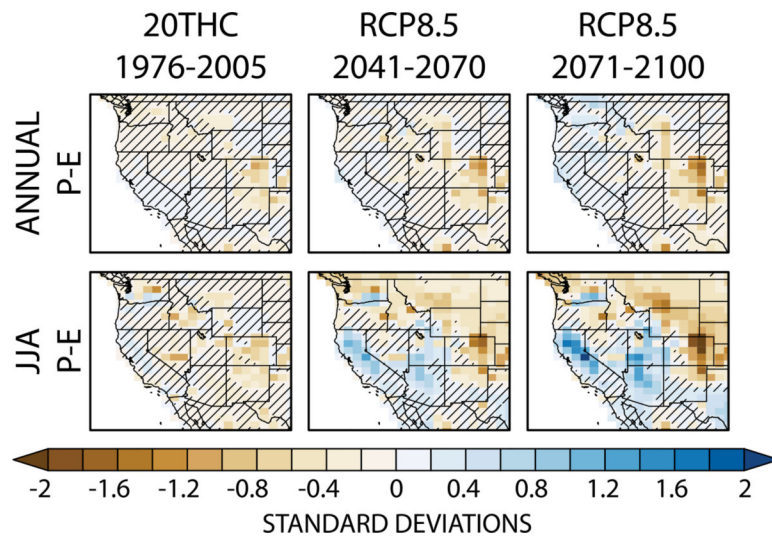 20THC RCP8.5 RCP8.5
1976-2005 2041-2070 2071-2100
ANNUAL
P-E
JJA
P-E
-2 -1.6 -1.2 -0.8 -0.4 0 0.4 0.8 1.2 1.6 2
STANDARD DEVIATIONS